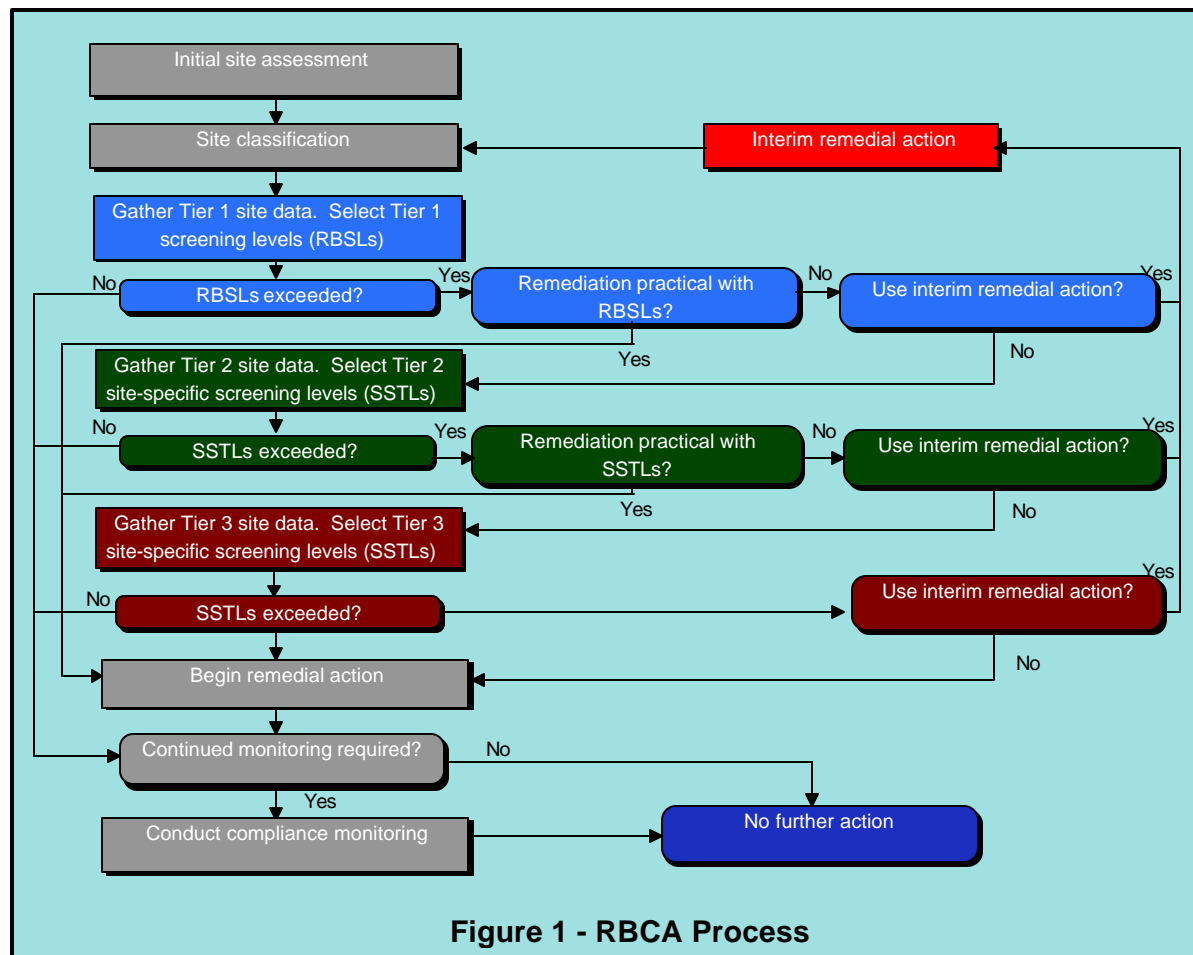 Initial site assessment
Site classification
Interim remedial action
Gather Tier 1 site data. Select Tier 1
screening levels (RBSLs)
No
RBSLs exceeded?
Yes
Remediation practical with
RBSLs?
No
Use interim remedial action?
Yes
Yes
No
Gather Tier 2 site data. Select Tier 2
site-specific screening levels (SSTLs)
No
SSTLs exceeded?
Yes
Remediation practical with
SSTLs?
No
Use interim remedial action?
Yes
Yes
No
Gather Tier 3 site data. Select Tier 3
site-specific screening levels (SSTLs)
No
SSTLs exceeded?
Use interim remedial action?
Yes
No
Begin remedial action
Continued monitoring required?
No
Yes
Conduct compliance monitoring
No further action
Figure 1 - RBCA Process